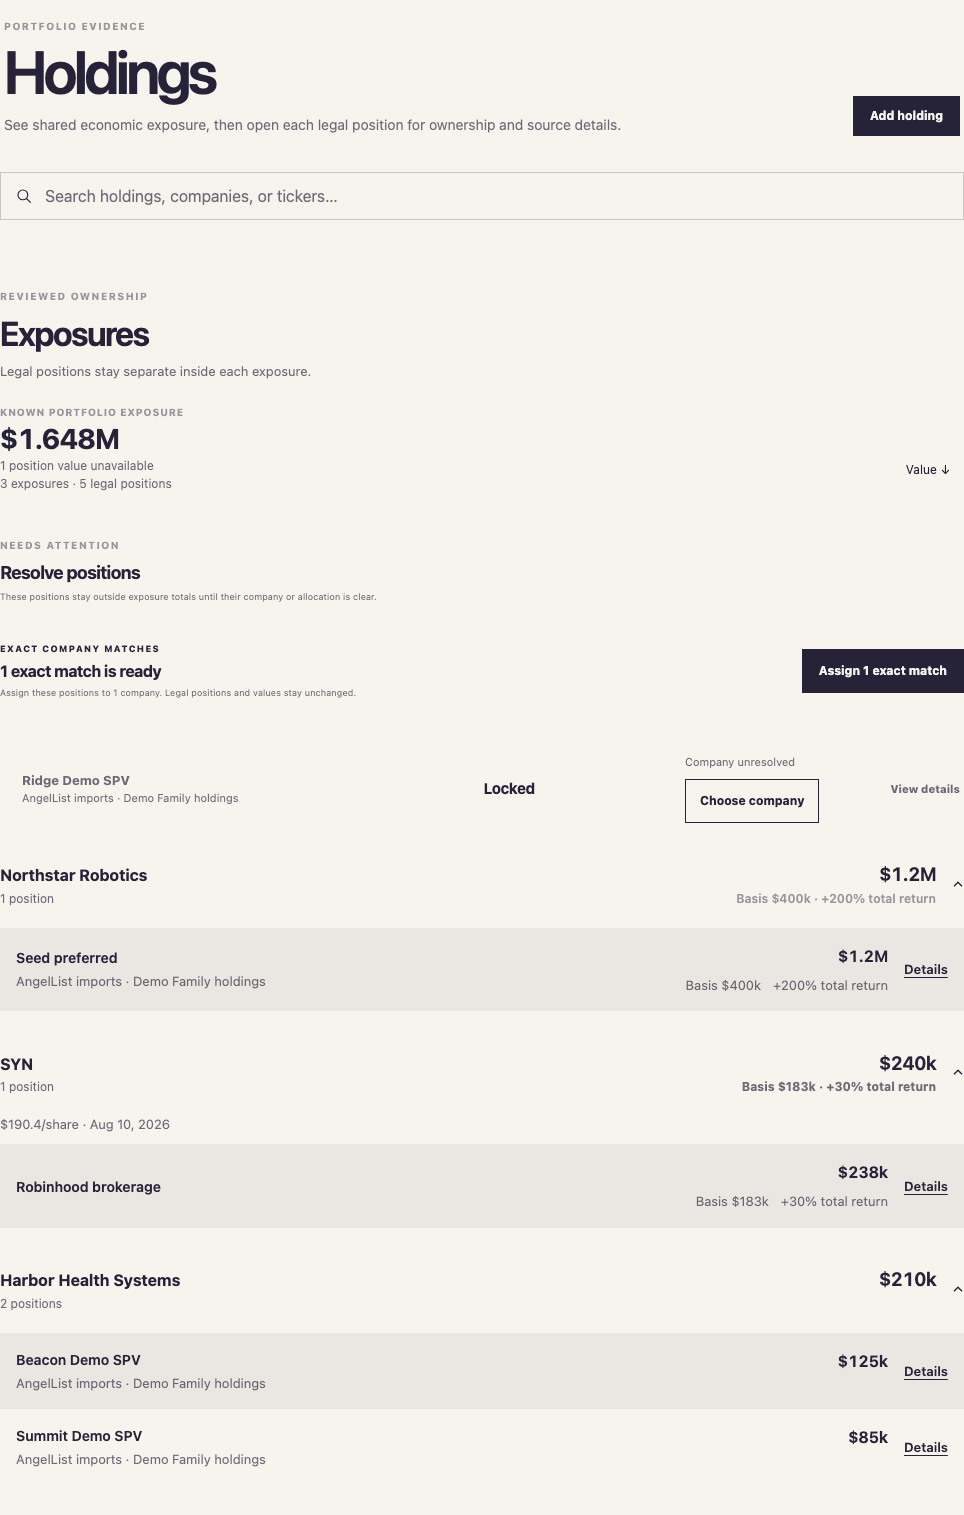 PORTFOLIO EVIDENCE
Holdings
See shared economic exposure, then open each legal position for ownership and source details.
Add holding
Search holdings, companies, or tickers...
REVIEWED OWNERSHIP
Exposures
Legal positions stay separate inside each exposure.
KNOWN PORTFOLIO EXPOSURE
$1.648M
1 position value unavailable
3 exposures · 5 legal positions
Value ↓
NEEDS ATTENTION
Resolve positions
These positions stay outside exposure totals until their company or allocation is clear.
EXACT COMPANY MATCHES
1 exact match is ready
Assign these positions to 1 company. Legal positions and values stay unchanged.
Assign 1 exact match
Ridge Demo SPV
AngelList imports · Demo Family holdings
Locked
Company unresolved
Choose company
View details
Northstar Robotics
1 position
$1.2M
Basis $400k · +200% total return
Seed preferred
AngelList imports · Demo Family holdings
$1.2M
Basis $400k +200% total return
Details
SYN
1 position
$240k
Basis $183k · +30% total return
$190.4/share · Aug 10, 2026
Robinhood brokerage
$238k
Basis $183k +30% total return
Details
Harbor Health Systems
2 positions
$210k
Beacon Demo SPV
AngelList imports · Demo Family holdings
$125k
Details
Summit Demo SPV
AngelList imports · Demo Family holdings
$85k
Details